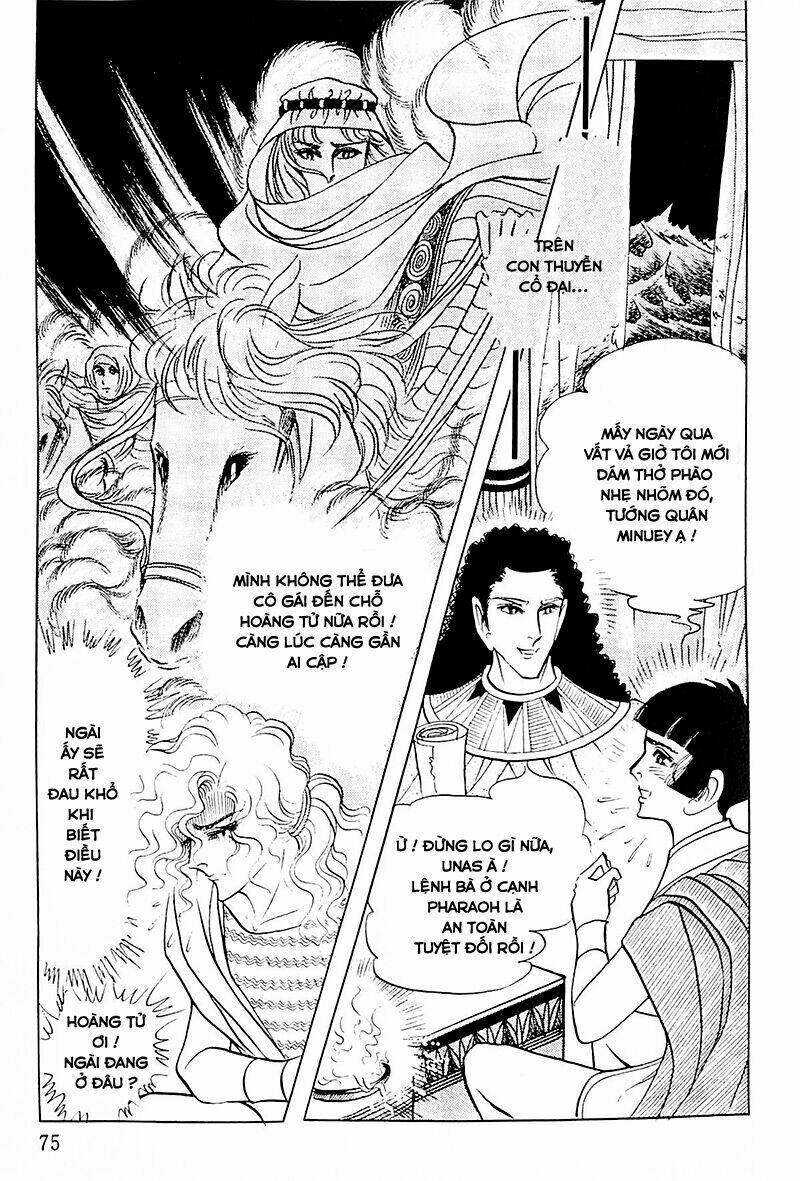 TRÊN
CON THUYỀN
CỔ ĐẠI...
MẤY NGÀY QUA
VẤT VẢ GIỜ TÔI MỚI
DÁM THỞ PHÀO
NHẸ NHÕM ĐÓ,
TƯỚNG QUÂN
MINUEY Ạ !
Ừ ! ĐỪNG LO GÌ NỮA,
UNAS À !
LỆNH BÀ Ở CẠNH
PHARAOH LÀ
AN TOÀN
TUYỆT ĐỐI RỒI !
MÌNH KHÔNG THỂ ĐƯA
CÔ GÁI ĐẾN CHỖ
HOÀNG TỬ NỮA RỒI !
CÀNG LÚC CÀNG GẦN
AI CẬP !
NGÀI
ẤY SẼ
RẤT
ĐAU KHỔ
KHI
BIẾT
ĐIỀU
NÀY !
HOÀNG TỬ
ƠI !
NGÀI ĐANG
Ở ĐÂU ?
75